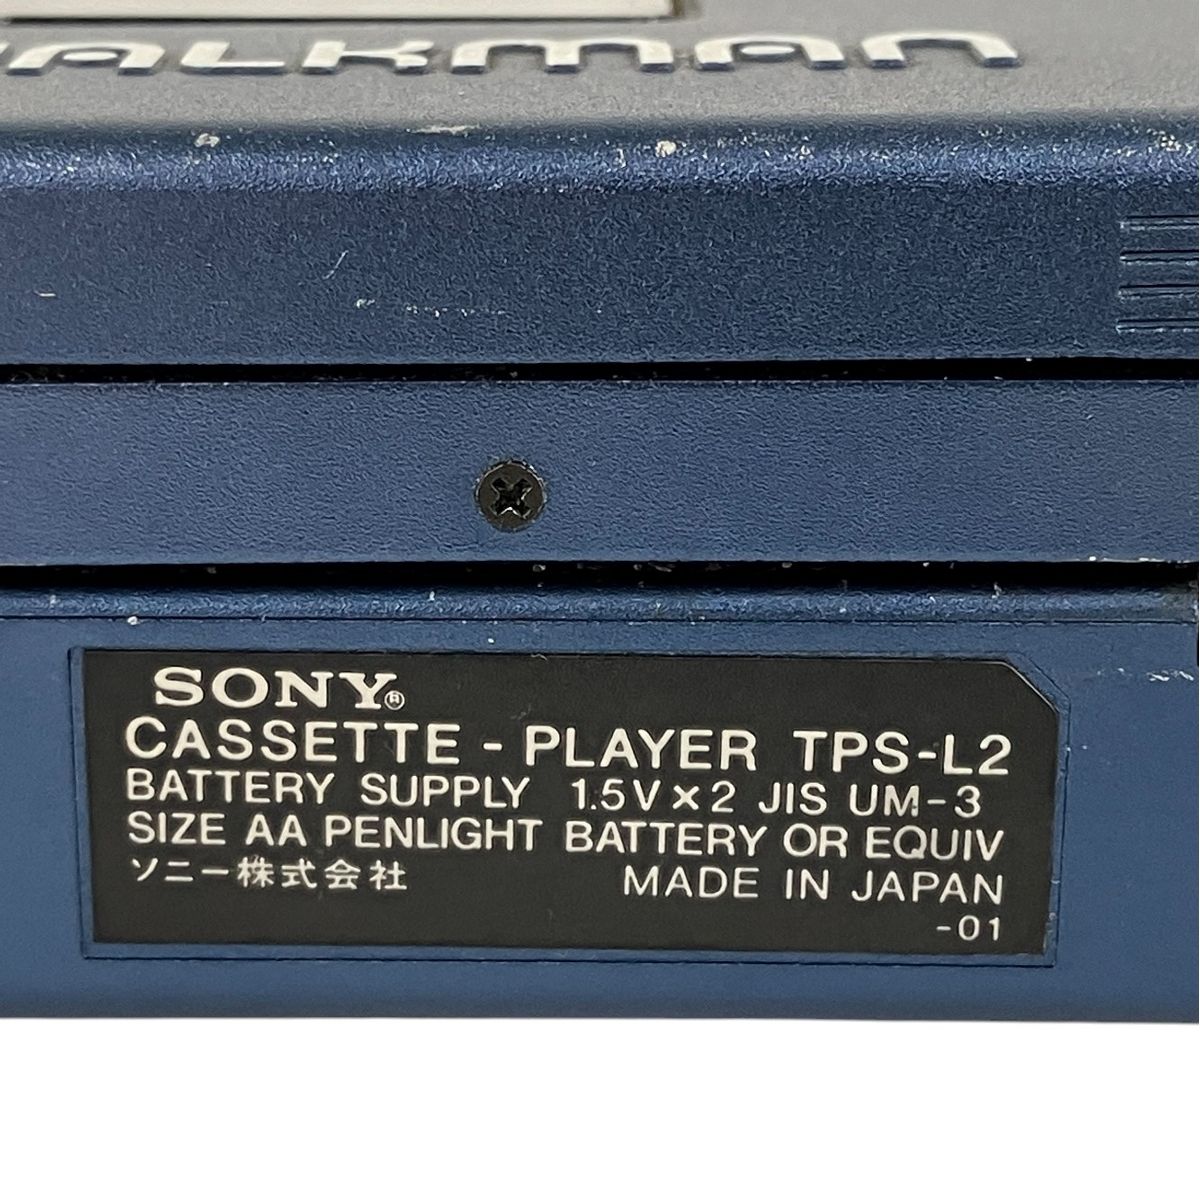 WALKMAN
SONY®
CASSETTE-PLAYER TPS-L2
BATTERY SUPPLY 1.5V×2 JIS UM-3
SIZE AA PENLIGHT BATTERY OR EQUIV
ソニー株式会社 MADE IN JAPAN
-01